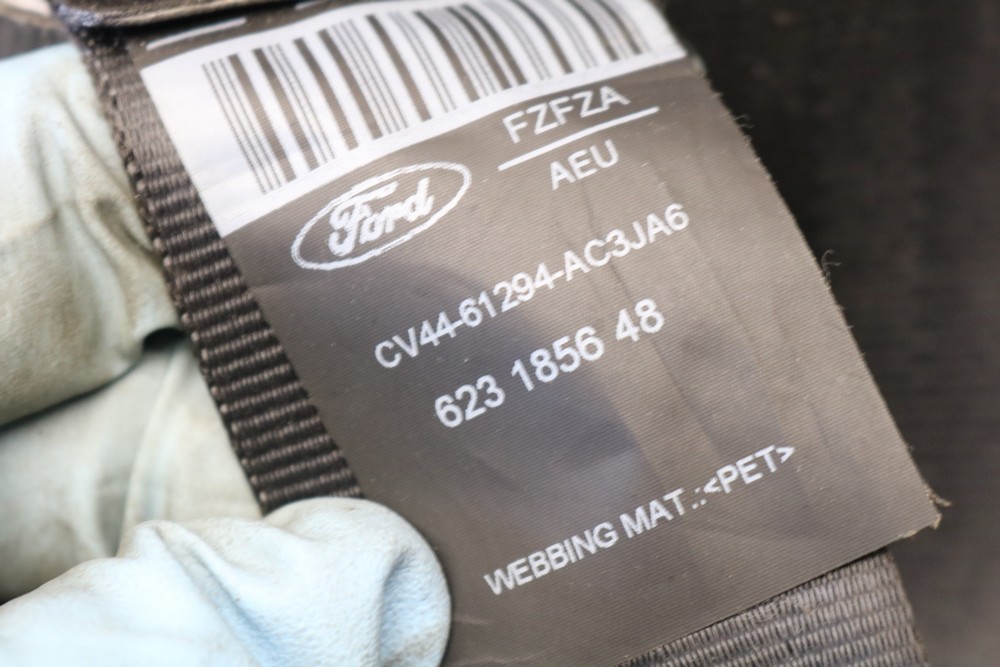 FZFZA
AEU
Ford
CV44-61294-AC3JA6
623 1856 48
WEBBING MAT.:<PET>